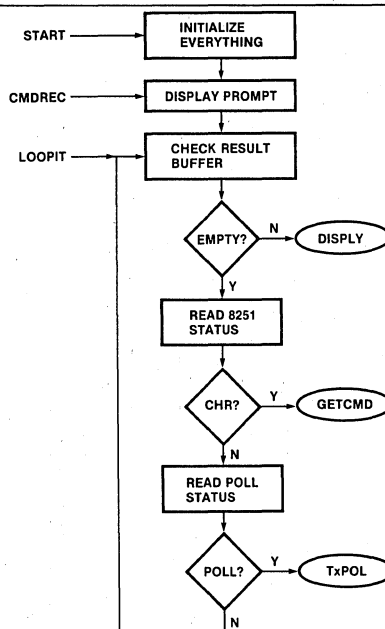 START
INITIALIZE
EVERYTHING
CMDREC
DISPLAY PROMPT
LOOPIT
CHECK RESULT
BUFFER
EMPTY?
N
DISPLY
Y
READ 8251
STATUS
CHR?
Y
GETCMD
N
READ POLL
STATUS
POLL?
Y
TxPOL
N